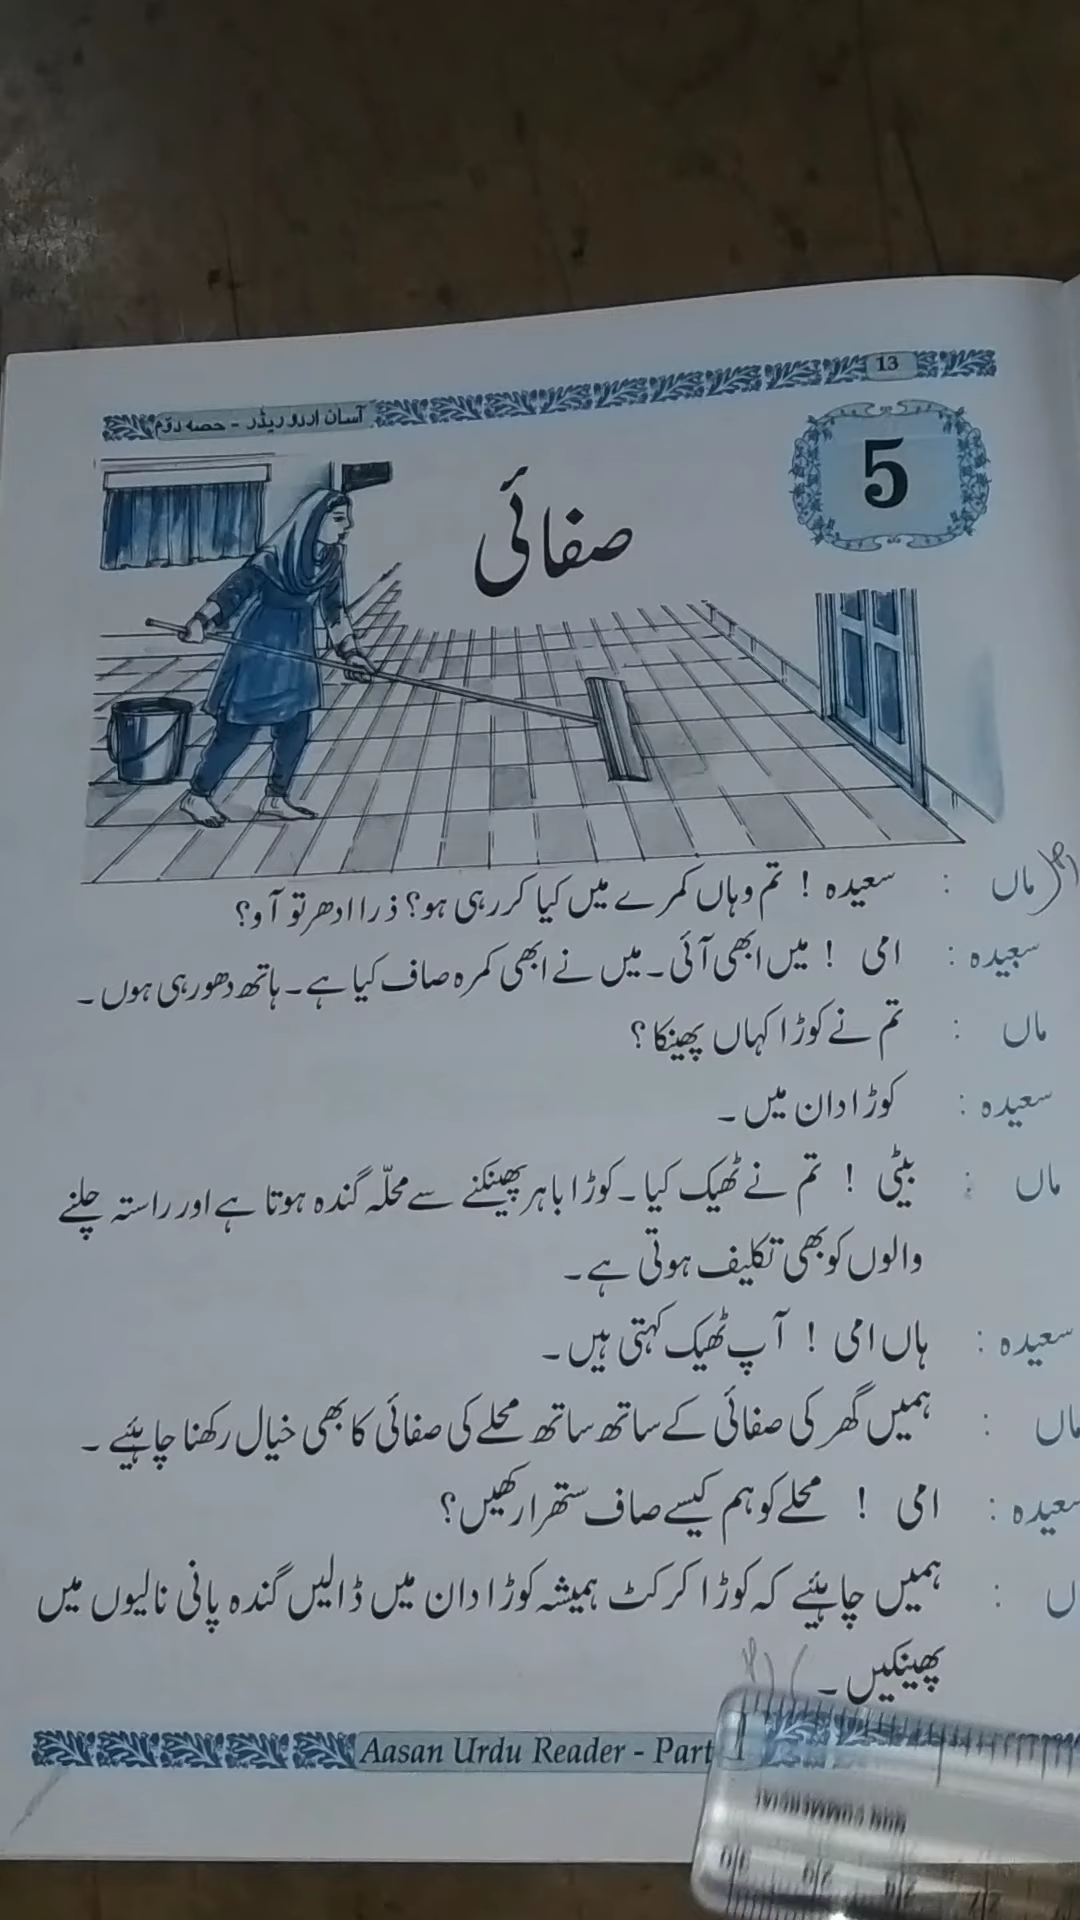 13
آسان اردو ریڈر - حصہ دوّم
5
صفائی
ماں : سعیدہ ! تم وہاں کمرے میں کیا کر رہی ہو؟ ذرا ادھر تو آو؟
سعیدہ : امی ! میں ابھی آئی۔ میں نے ابھی کمرہ صاف کیا ہے۔ ہاتھ دھو رہی ہوں۔
ماں : تم نے کوڑا کہاں پھینکا ؟
سعیدہ : کوڑا دان میں۔
ماں : بیٹی ! تم نے ٹھیک کیا۔ کوڑا باہر پھینکنے سے محلّہ گندہ ہوتا ہے اور راستہ چلنے
والوں کو بھی تکلیف ہوتی ہے۔
سعیدہ : ہاں امی ! آپ ٹھیک کہتی ہیں۔
ماں : ہمیں گھر کی صفائی کے ساتھ ساتھ محلے کی صفائی کا بھی خیال رکھنا چاہئیے۔
سعیدہ : امی ! محلے کو ہم کیسے صاف ستھرا رکھیں؟
ماں : ہمیں چاہئیے کہ کوڑا کرکٹ ہمیشہ کوڑا دان میں ڈالیں گندہ پانی نالیوں میں
پھینکیں۔
Aasan Urdu Reader - Part